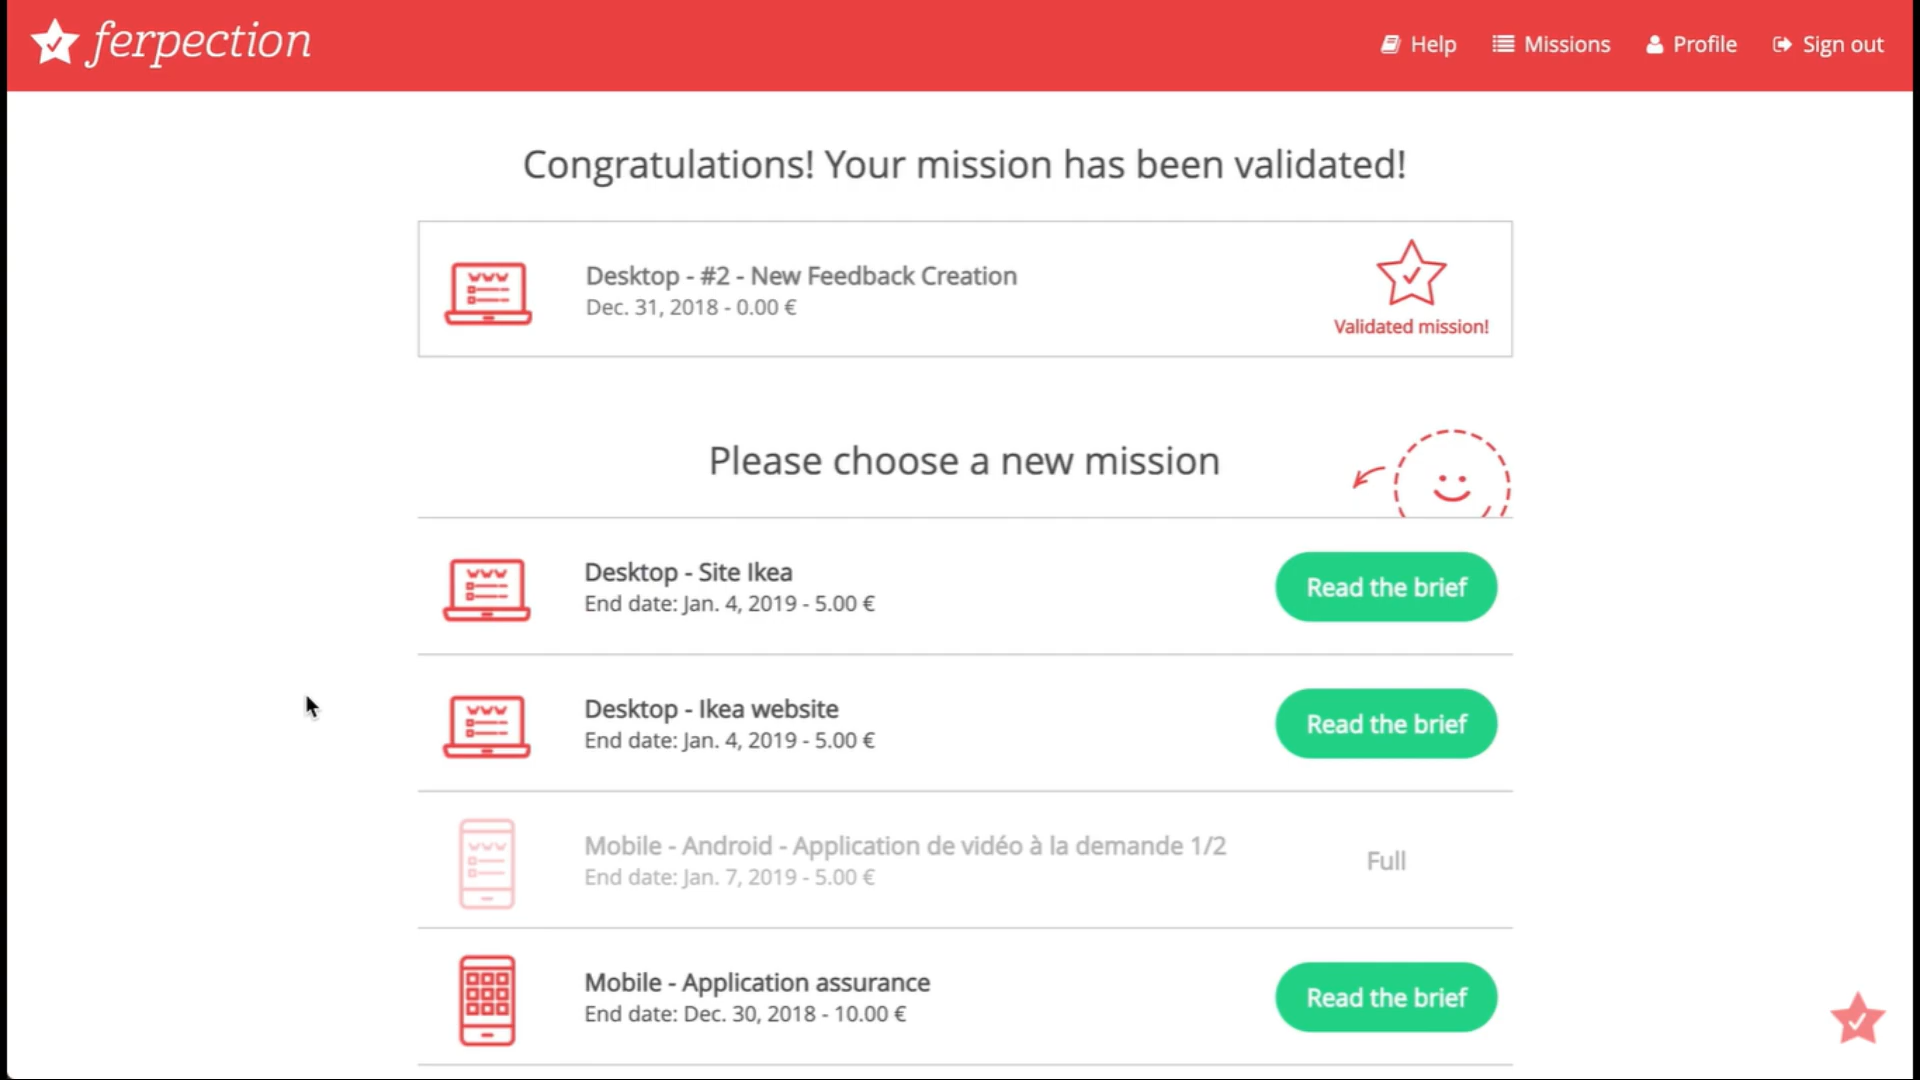 ferpection
Help
Missions
Profile
Sign out
Congratulations! Your mission has been validated!
Desktop - #2 - New Feedback Creation
Dec. 31, 2018 - 0.00 €
Validated mission!
Please choose a new mission
Desktop - Site Ikea
End date: Jan. 4, 2019 - 5.00 €
Read the brief
Desktop - Ikea website
End date: Jan. 4, 2019 - 5.00 €
Read the brief
Mobile - Android - Application de vidéo à la demande 1/2
End date: Jan. 7, 2019 - 5.00 €
Full
Mobile - Application assurance
End date: Dec. 30, 2018 - 10.00 €
Read the brief